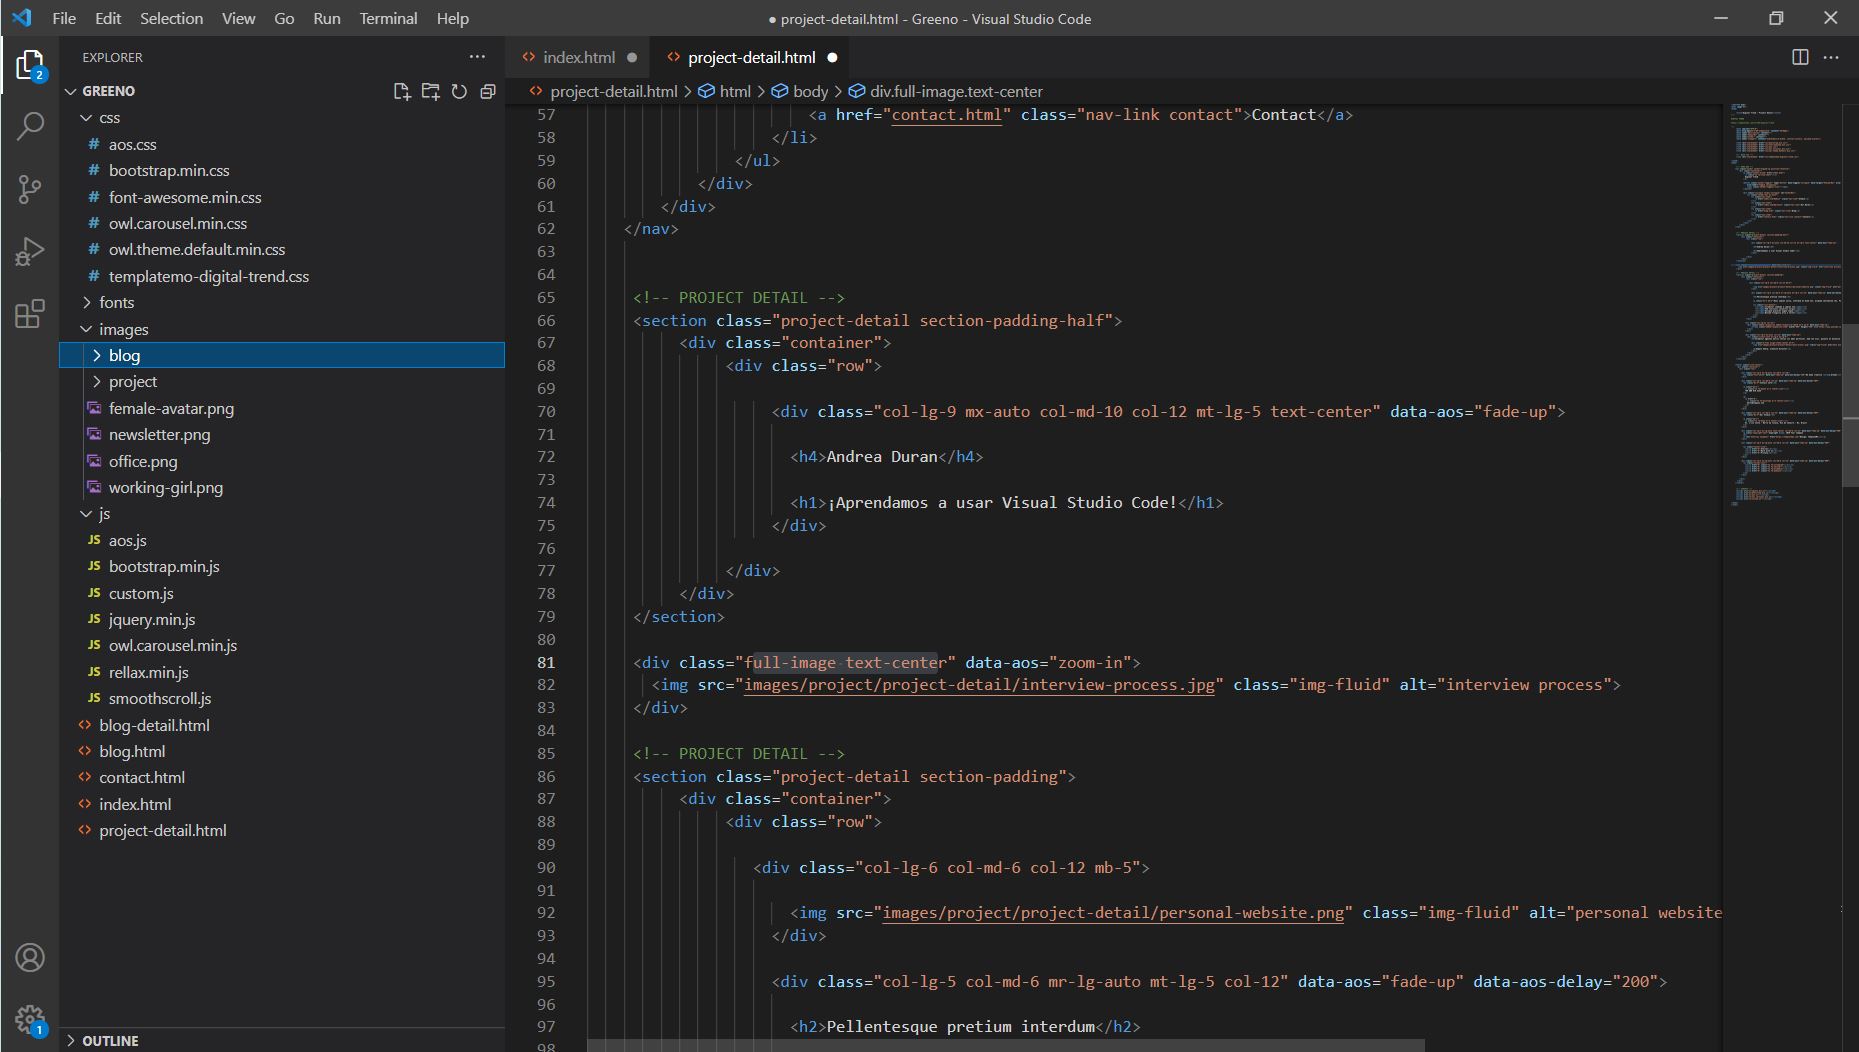 File Edit Selection View Go Run Terminal Help
● project-detail.html - Greeno - Visual Studio Code
EXPLORER
GREENO
css
# aos.css
# bootstrap.min.css
# font-awesome.min.css
# owl.carousel.min.css
# owl.theme.default.min.css
# templatemo-digital-trend.css
fonts
images
blog
project
female-avatar.png
newsletter.png
office.png
working-girl.png
js
JS aos.js
JS bootstrap.min.js
JS custom.js
JS jquery.min.js
JS owl.carousel.min.js
JS rellax.min.js
JS smoothscroll.js
<> blog-detail.html
<> blog.html
<> contact.html
<> index.html
<> project-detail.html
OUTLINE
2
1
<> index.html ●
<> project-detail.html ●
<> project-detail.html > html > body > div.full-image.text-center
57 <a href="contact.html" class="nav-link contact">Contact</a>
58 </li>
59 </ul>
60 </div>
61 </div>
62 </nav>
63
64
65 <!-- PROJECT DETAIL -->
66 <section class="project-detail section-padding-half">
67 <div class="container">
68 <div class="row">
69
70 <div class="col-lg-9 mx-auto col-md-10 col-12 mt-lg-5 text-center" data-aos="fade-up">
71
72 <h4>Andrea Duran</h4>
73
74 <h1>¡Aprendamos a usar Visual Studio Code!</h1>
75 </div>
76
77 </div>
78 </div>
79 </section>
80
81 <div class="full-image text-center" data-aos="zoom-in">
82 <img src="images/project/project-detail/interview-process.jpg" class="img-fluid" alt="interview process">
83 </div>
84
85 <!-- PROJECT DETAIL -->
86 <section class="project-detail section-padding">
87 <div class="container">
88 <div class="row">
89
90 <div class="col-lg-6 col-md-6 col-12 mb-5">
91
92 <img src="images/project/project-detail/personal-website.png" class="img-fluid" alt="personal website
93 </div>
94
95 <div class="col-lg-5 col-md-6 mr-lg-auto mt-lg-5 col-12" data-aos="fade-up" data-aos-delay="200">
96
97 <h2>Pellentesque pretium interdum</h2>
98